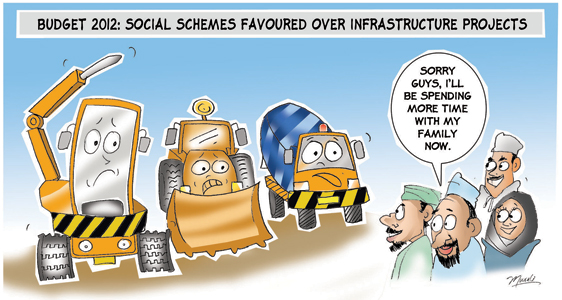 BUDGET 2012: SOCIAL SCHEMES FAVOURED OVER INFRASTRUCTURE PROJECTS
SORRY
GUYS, I'LL
BE SPENDING
MORE TIME
WITH MY
FAMILY
NOW.